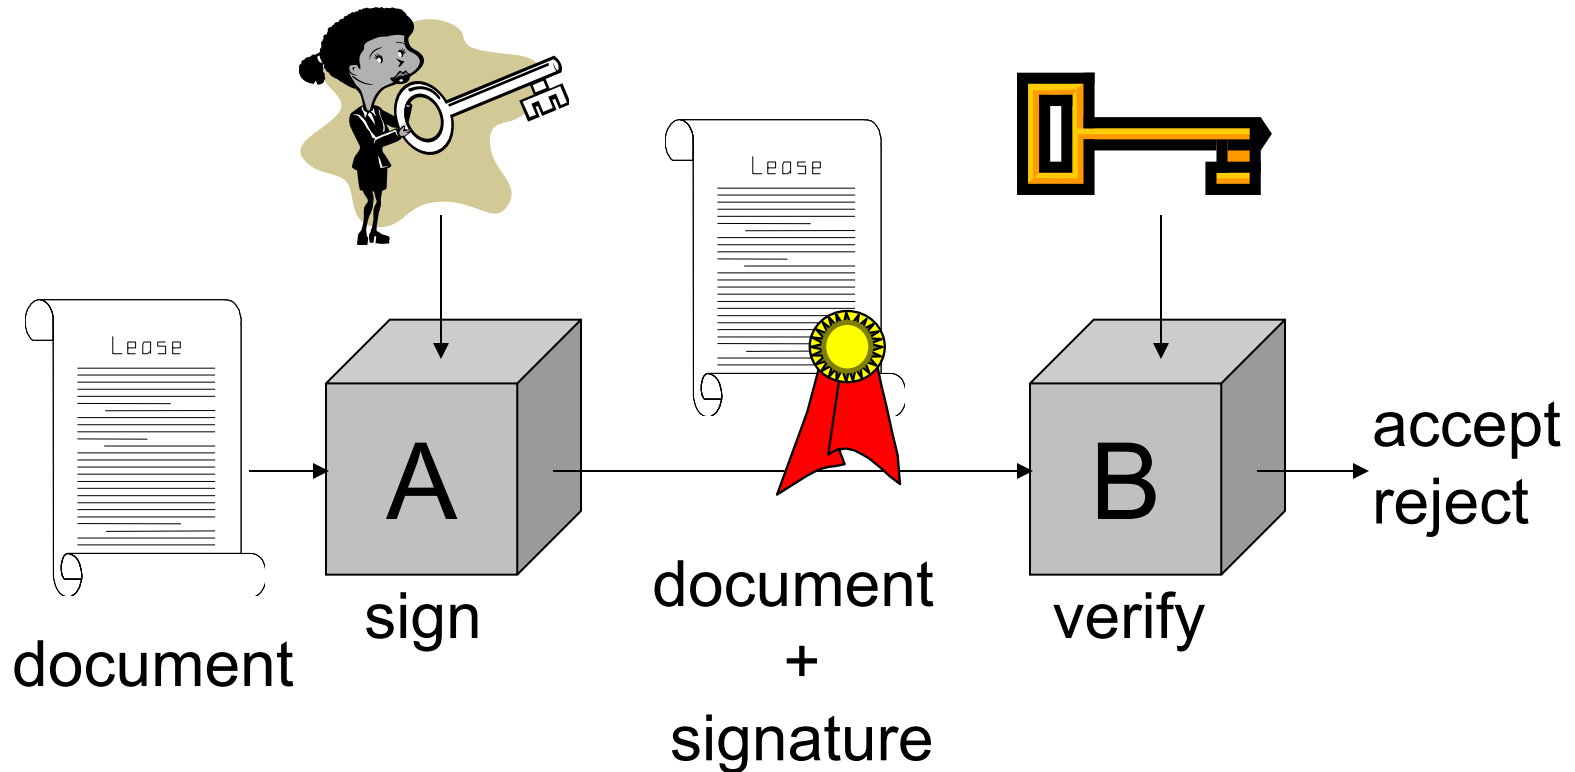 Lease
Lease
A
B
accept
reject
sign
document
+
signature
verify
document